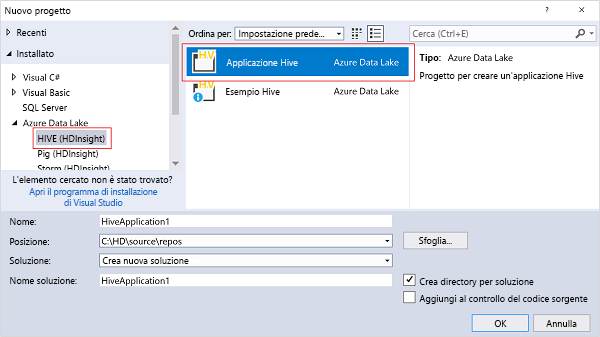 Nuovo progetto
Recenti
Installato
Visual C#
Visual Basic
SQL Server
Azure Data Lake
HIVE (HDInsight)
Pig (HDInsight)
Storm (HDInsight)
L'elemento cercato non è stato trovato?
Apri il programma di installazione
di Visual Studio
Ordina per: Impostazione prede...
Applicazione Hive Azure Data Lake
Esempio Hive Azure Data Lake
Cerca (Ctrl+E)
Tipo: Azure Data Lake
Progetto per creare un'applicazione Hive
Nome: HiveApplication1
Posizione: C:\HD\source\repos
Sfoglia...
Soluzione: Crea nuova soluzione
Nome soluzione: HiveApplication1
Crea directory per soluzione
Aggiungi al controllo del codice sorgente
OK Annulla